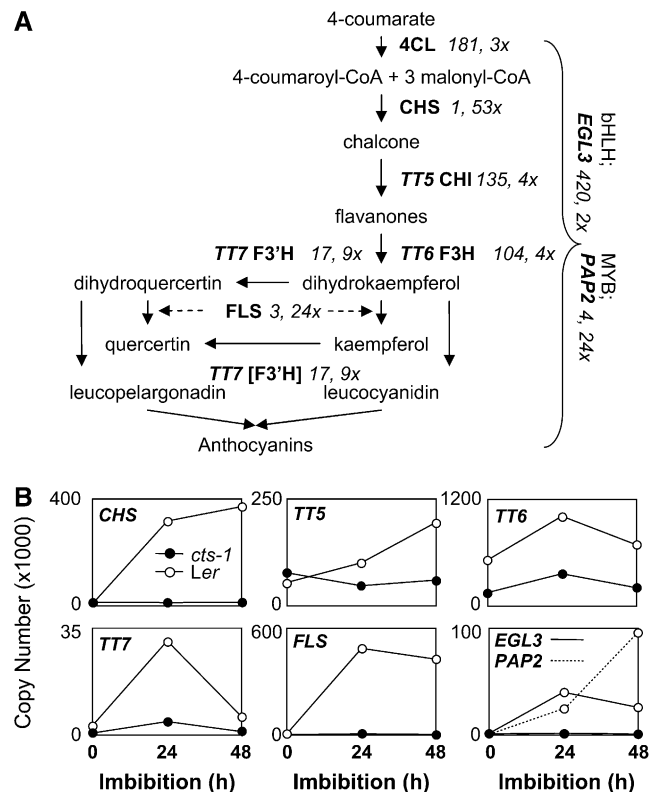 A
4-coumarate
4CL 181, 3x
4-coumaroyl-CoA + 3 malonyl-CoA
CHS 1, 53x
chalcone
TT5 CHI 135, 4x
flavanones
TT7 F3'H 17, 9x
TT6 F3H 104, 4x
dihydroquercertin
dihydrokaempferol
FLS 3, 24x
quercertin
kaempferol
TT7 [F3'H] 17, 9x
leucopelargonadin
leucocyanidin
Anthocyanins
bHLH;
EGL3 420, 2x
MYB;
PAP2 4, 24x
B
Copy Number (x1000)
400
CHS
cts-1
Ler
0
250
TT5
0
1200
TT6
0
35
TT7
0
600
FLS
0
100
EGL3
PAP2
0
0 24 48
0 24 48
0 24 48
Imbibition (h)
Imbibition (h)
Imbibition (h)